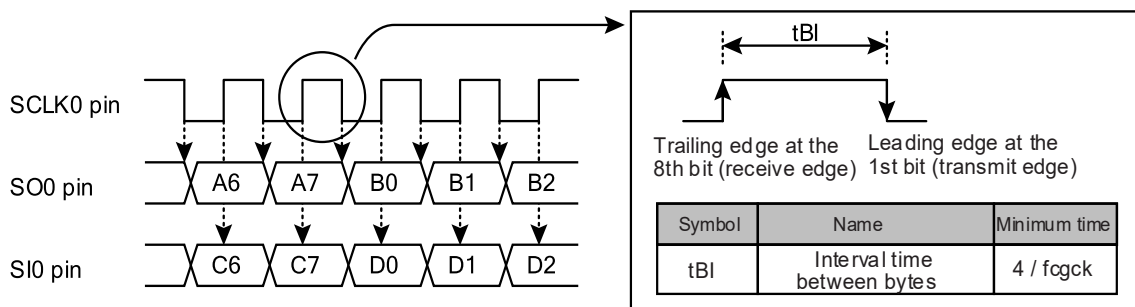 SCLK0 pin
SO0 pin
A6 A7 B0 B1 B2
SI0 pin
C6 C7 D0 D1 D2
tBI
Trailing edge at the
8th bit (receive edge)
Leading edge at the
1st bit (transmit edge)
Symbol Name Minimum time
tBI Interval time
between bytes 4 / fcgck